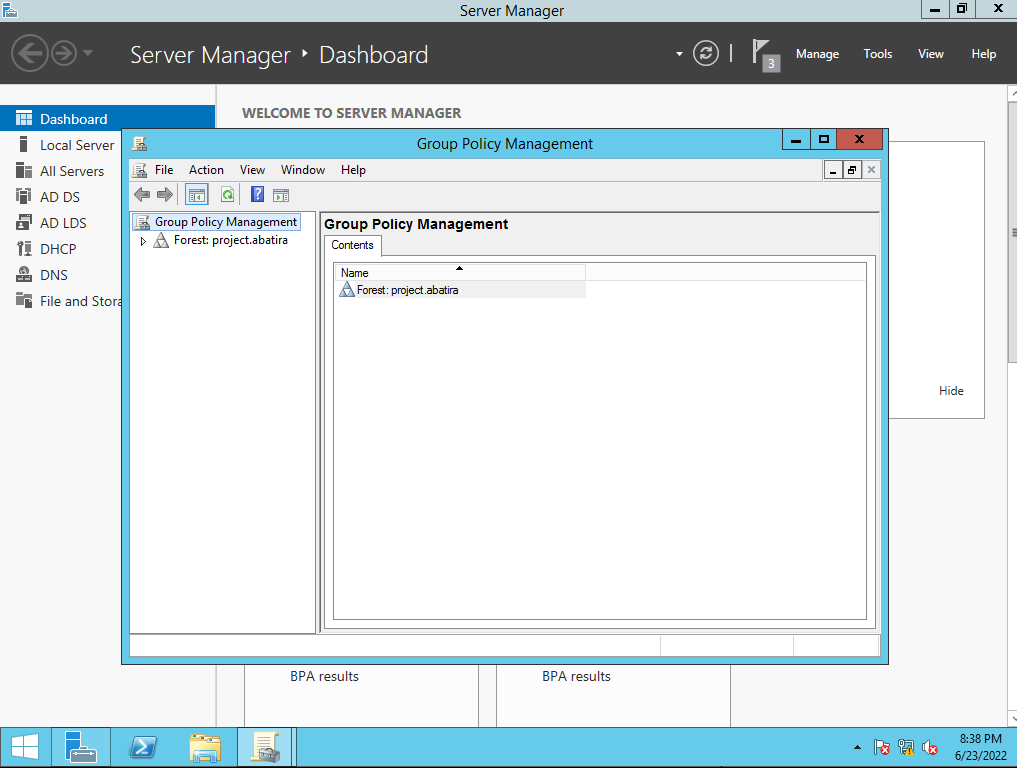 Server Manager
Server Manager • Dashboard
3
Manage
Tools
View
Help
Dashboard
Local Server
All Servers
AD DS
AD LDS
DHCP
DNS
File and Stora
WELCOME TO SERVER MANAGER
Group Policy Management
File Action View Window Help
Group Policy Management
Forest: project.abatira
Group Policy Management
Contents
Name
Forest: project.abatira
Hide
BPA results
BPA results
8:38 PM
6/23/2022